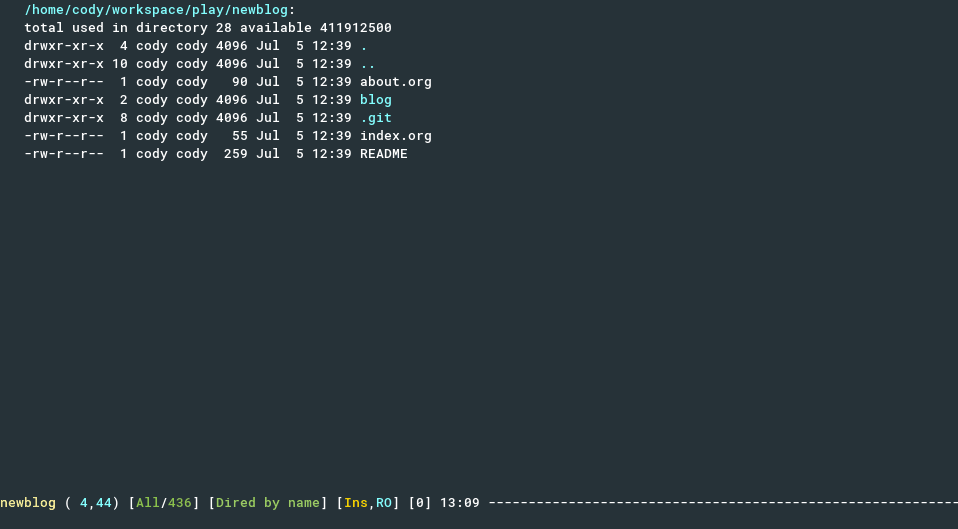 /home/cody/workspace/play/newblog:
total used in directory 28 available 411912500
drwxr-xr-x  4 cody cody 4096 Jul  5 12:39 .
drwxr-xr-x 10 cody cody 4096 Jul  5 12:39 ..
-rw-r--r--  1 cody cody   90 Jul  5 12:39 about.org
drwxr-xr-x  2 cody cody 4096 Jul  5 12:39 blog
drwxr-xr-x  8 cody cody 4096 Jul  5 12:39 .git
-rw-r--r--  1 cody cody   55 Jul  5 12:39 index.org
-rw-r--r--  1 cody cody  259 Jul  5 12:39 README
newblog ( 4,44) [All/436] [Dired by name] [Ins,RO] [0] 13:09 -----------------------------------------------------------